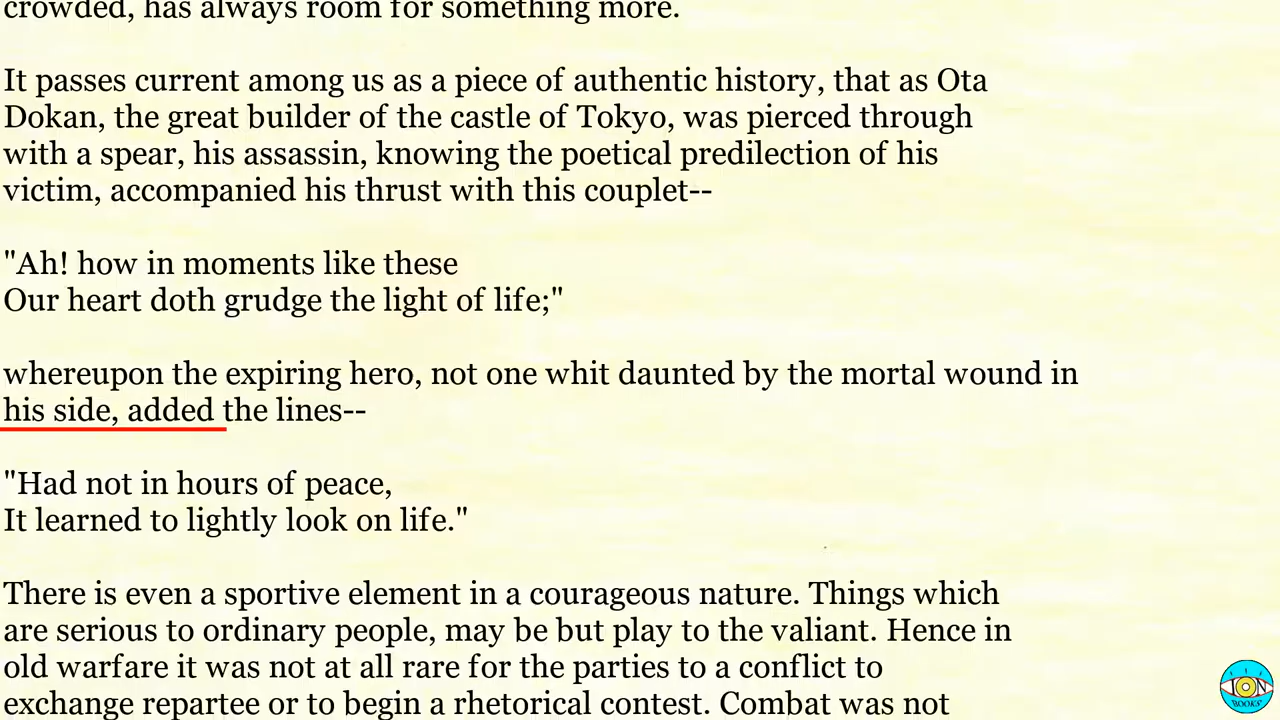 crowded, has always room for something more.
It passes current among us as a piece of authentic history, that as Ota
Dokan, the great builder of the castle of Tokyo, was pierced through
with a spear, his assassin, knowing the poetical predilection of his
victim, accompanied his thrust with this couplet--
"Ah! how in moments like these
Our heart doth grudge the light of life;"
whereupon the expiring hero, not one whit daunted by the mortal wound in
his side, added the lines--
"Had not in hours of peace,
It learned to lightly look on life."
There is even a sportive element in a courageous nature. Things which
are serious to ordinary people, may be but play to the valiant. Hence in
old warfare it was not at all rare for the parties to a conflict to
exchange repartee or to begin a rhetorical contest. Combat was not
ION
BOOKS